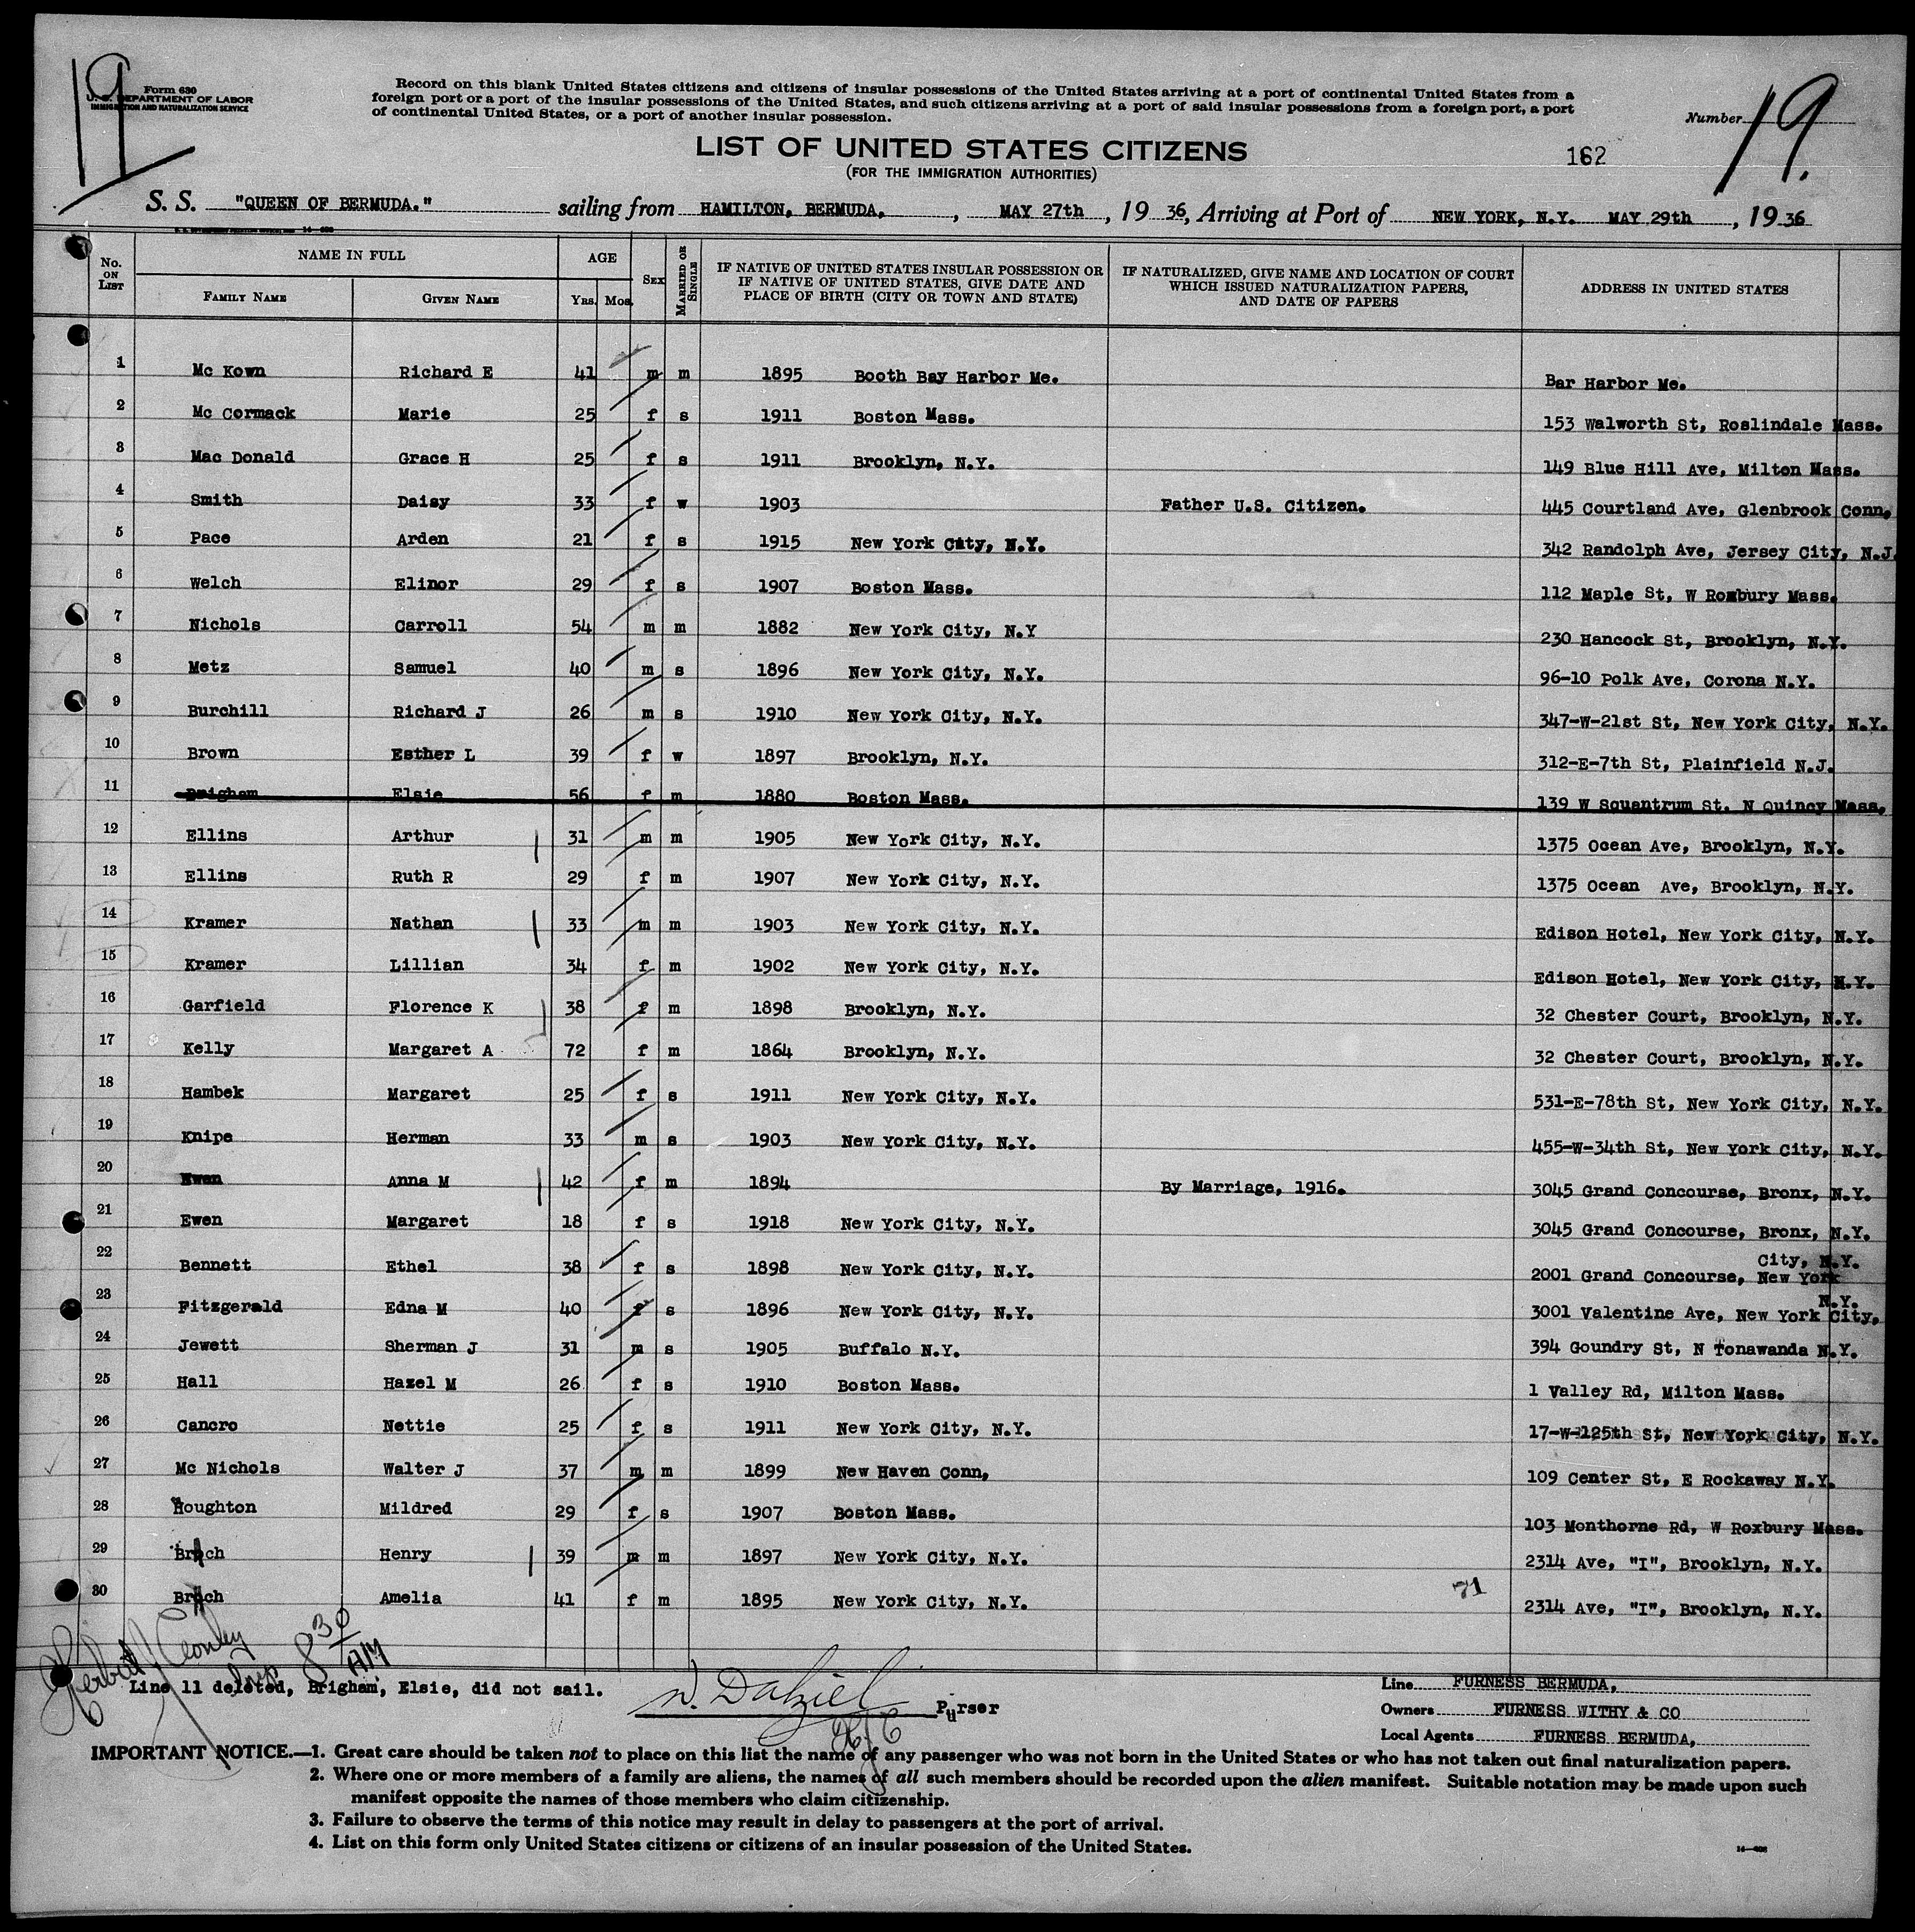 19
Form 630
U. S. DEPARTMENT OF LABOR
IMMIGRATION AND NATURALIZATION SERVICE
Record on this blank United States citizens and citizens of insular possessions of the United States arriving at a port of continental United States from a
foreign port or a port of the insular possessions of the United States, and such citizens arriving at a port of said insular possessions from a foreign port, a port
of continental United States, or a port of another insular possession.
Number 19.
LIST OF UNITED STATES CITIZENS
162
(FOR THE IMMIGRATION AUTHORITIES)
S. S. "QUEEN OF BERMUDA." sailing from HAMILTON, BERMUDA, , MAY 27th , 19 36, Arriving at Port of NEW YORK, N.Y. MAY 29th , 19 36
No. ON LIST NAME IN FULL FAMILY NAME GIVEN NAME AGE YRS. MOS. SEX MARRIED OR SINGLE IF NATIVE OF UNITED STATES INSULAR POSSESSION OR IF NATIVE OF UNITED STATES, GIVE DATE AND PLACE OF BIRTH (CITY OR TOWN AND STATE) IF NATURALIZED, GIVE NAME AND LOCATION OF COURT WHICH ISSUED NATURALIZATION PAPERS, AND DATE OF PAPERS ADDRESS IN UNITED STATES
1 Mc Kown Richard E 41 m m 1895 Booth Bay Harbor Me. Bar Harbor Me.
2 Mc Cormack Marie 25 f s 1911 Boston Mass. 153 Walworth St, Roslindale Mass.
3 Mac Donald Grace H 25 f s 1911 Brooklyn, N.Y. 149 Blue Hill Ave, Milton Mass.
4 Smith Daisy 33 f w 1903 Father U.S. Citizen. 445 Courtland Ave, Glenbrook Conn,
5 Pace Arden 21 f s 1915 New York City, N.Y. 342 Randolph Ave, Jersey City, N.J.
6 Welch Elinor 29 f s 1907 Boston Mass. 112 Maple St, W Roxbury Mass.
7 Nichols Carroll 54 m m 1882 New York City, N.Y 230 Hancock St, Brooklyn, N.Y.
8 Metz Samuel 40 m s 1896 New York City, N.Y. 96-10 Polk Ave, Corona N.Y.
9 Burchill Richard J 26 m s 1910 New York City, N.Y. 347-W-21st St, New York City, N.Y.
10 Brown Esther L 39 f w 1897 Brooklyn, N.Y. 312-E-7th St, Plainfield N.J.
11 Brigham Elsie 56 f m 1880 Boston Mass. 139 W Squantrum St. N Quincy Mass.
12 Ellins Arthur 31 m m 1905 New York City, N.Y. 1375 Ocean Ave, Brooklyn, N.Y.
13 Ellins Ruth R 29 f m 1907 New York City, N.Y. 1375 Ocean Ave, Brooklyn, N.Y.
14 Kramer Nathan 33 m m 1903 New York City, N.Y. Edison Hotel, New York City, N.Y.
15 Kramer Lillian 34 f m 1902 New York City, N.Y. Edison Hotel, New York City, N.Y.
16 Garfield Florence K 38 f m 1898 Brooklyn, N.Y. 32 Chester Court, Brooklyn, N.Y.
17 Kelly Margaret A 72 f m 1864 Brooklyn, N.Y. 32 Chester Court, Brooklyn, N.Y.
18 Hambek Margaret 25 f s 1911 New York City, N.Y. 531-E-78th St, New York City, N.Y.
19 Knipe Herman 33 m s 1903 New York City, N.Y. 455-W-34th St, New York City, N.Y.
20 Ewen Anna M 42 f m 1894 By Marriage, 1916. 3045 Grand Concourse, Bronx, N.Y.
21 Ewen Margaret 18 f s 1918 New York City, N.Y. 3045 Grand Concourse, Bronx, N.Y.
22 Bennett Ethel 38 f s 1898 New York City, N.Y. 2001 Grand Concourse, New York City, N.Y.
23 Fitzgerald Edna M 40 f s 1896 New York City, N.Y. 3001 Valentine Ave, New York City, N.Y.
24 Jewett Sherman J 31 m s 1905 Buffalo N.Y. 394 Goundry St, N Tonawanda N.Y.
25 Hall Hazel M 26 f s 1910 Boston Mass. 1 Valley Rd, Milton Mass.
26 Cancro Nettie 25 f s 1911 New York City, N.Y. 17-W-125th St, New York City, N.Y.
27 Mc Nichols Walter J 37 m m 1899 New Haven Conn, 109 Center St, E Rockaway N.Y.
28 Houghton Mildred 29 f s 1907 Boston Mass. 103 Monthorne Rd, W Roxbury Mass.
29 Henry 39 m m 1897 New York City, N.Y. 2314 Ave, "I", Brooklyn, N.Y.
30 Amelia 41 f m 1895 New York City, N.Y. 2314 Ave, "I", Brooklyn, N.Y.
71
8 30 AM
Line 11 deleted, Brigham, Elsie, did not sail.
W. Dalziel Purser
Line FURNESS BERMUDA,
Owners FURNESS WITHY & CO
Local Agents FURNESS BERMUDA,
IMPORTANT NOTICE.—1. Great care should be taken not to place on this list the name of any passenger who was not born in the United States or who has not taken out final naturalization papers.
2. Where one or more members of a family are aliens, the names of all such members should be recorded upon the alien manifest. Suitable notation may be made upon such
manifest opposite the names of those members who claim citizenship.
3. Failure to observe the terms of this notice may result in delay to passengers at the port of arrival.
4. List on this form only United States citizens or citizens of an insular possession of the United States.